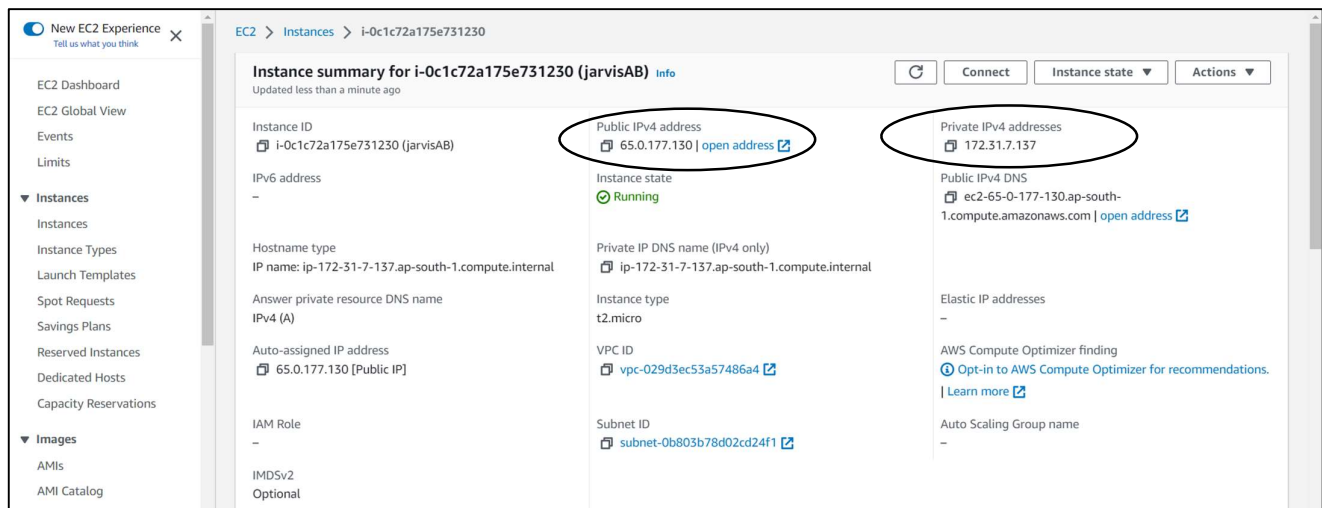 New EC2 Experience
Tell us what you think
EC2 Dashboard
EC2 Global View
Events
Limits
Instances
Instances
Instance Types
Launch Templates
Spot Requests
Savings Plans
Reserved Instances
Dedicated Hosts
Capacity Reservations
Images
AMIs
AMI Catalog
EC2 > Instances > i-0c1c72a175e731230
Instance summary for i-0c1c72a175e731230 (jarvisAB) Info
Updated less than a minute ago
Connect
Instance state
Actions
Instance ID
i-0c1c72a175e731230 (jarvisAB)
Public IPv4 address
65.0.177.130 | open address
Private IPv4 addresses
172.31.7.137
IPv6 address
–
Instance state
Running
Public IPv4 DNS
ec2-65-0-177-130.ap-south-
1.compute.amazonaws.com | open address
Hostname type
IP name: ip-172-31-7-137.ap-south-1.compute.internal
Private IP DNS name (IPv4 only)
ip-172-31-7-137.ap-south-1.compute.internal
Answer private resource DNS name
IPv4 (A)
Instance type
t2.micro
Elastic IP addresses
–
Auto-assigned IP address
65.0.177.130 [Public IP]
VPC ID
vpc-029d3ec53a57486a4
AWS Compute Optimizer finding
Opt-in to AWS Compute Optimizer for recommendations.
| Learn more
IAM Role
–
Subnet ID
subnet-0b803b78d02cd24f1
Auto Scaling Group name
–
IMDSv2
Optional